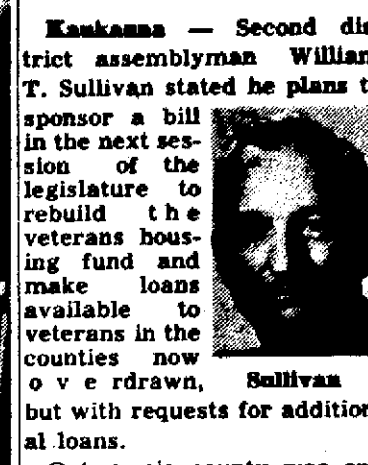 Kaukauna — Second dis
trict assemblyman William
T. Sullivan stated he plans t
sponsor a bill
in the next ses-
sion of the
legislature to
rebuild the
veterans hous-
ing fund and
make loans
available to
veterans in the
counties now
overdrawn,
Sullivan
but with requests for addition
al loans.